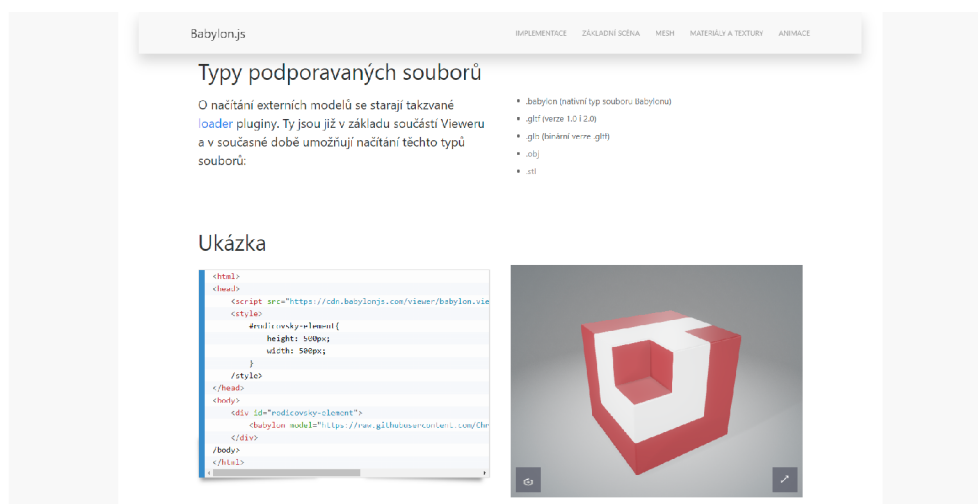 Babylon.js
IMPLEMENTACE ZÁKLADNÍ SCÉNA MESH MATERIÁLY A TEXTURY ANIMACE
Typy podporavaných souborů
O načítání externích modelů se starají takzvané
loader pluginy. Ty jsou již v základu součástí Vieweru
a v současné době umožňují načítání těchto typů
souborů:
.babylon (nativní typ souboru Babylonu)
.gltf (verze 1.0 i 2.0)
.glb (binární verze .gltf)
.obj
.stl
Ukázka
<html>
<head>
<script src="https://cdn.babylonjs.com/viewer/babylon.vie
<style>
#rodicovsky-element{
height: 500px;
width: 500px;
}
/style>
</head>
<body>
<div id="rodicovsky-element">
<babylon model="https://raw.githubusercontent.com/Chr
</div>
/body>
</html>